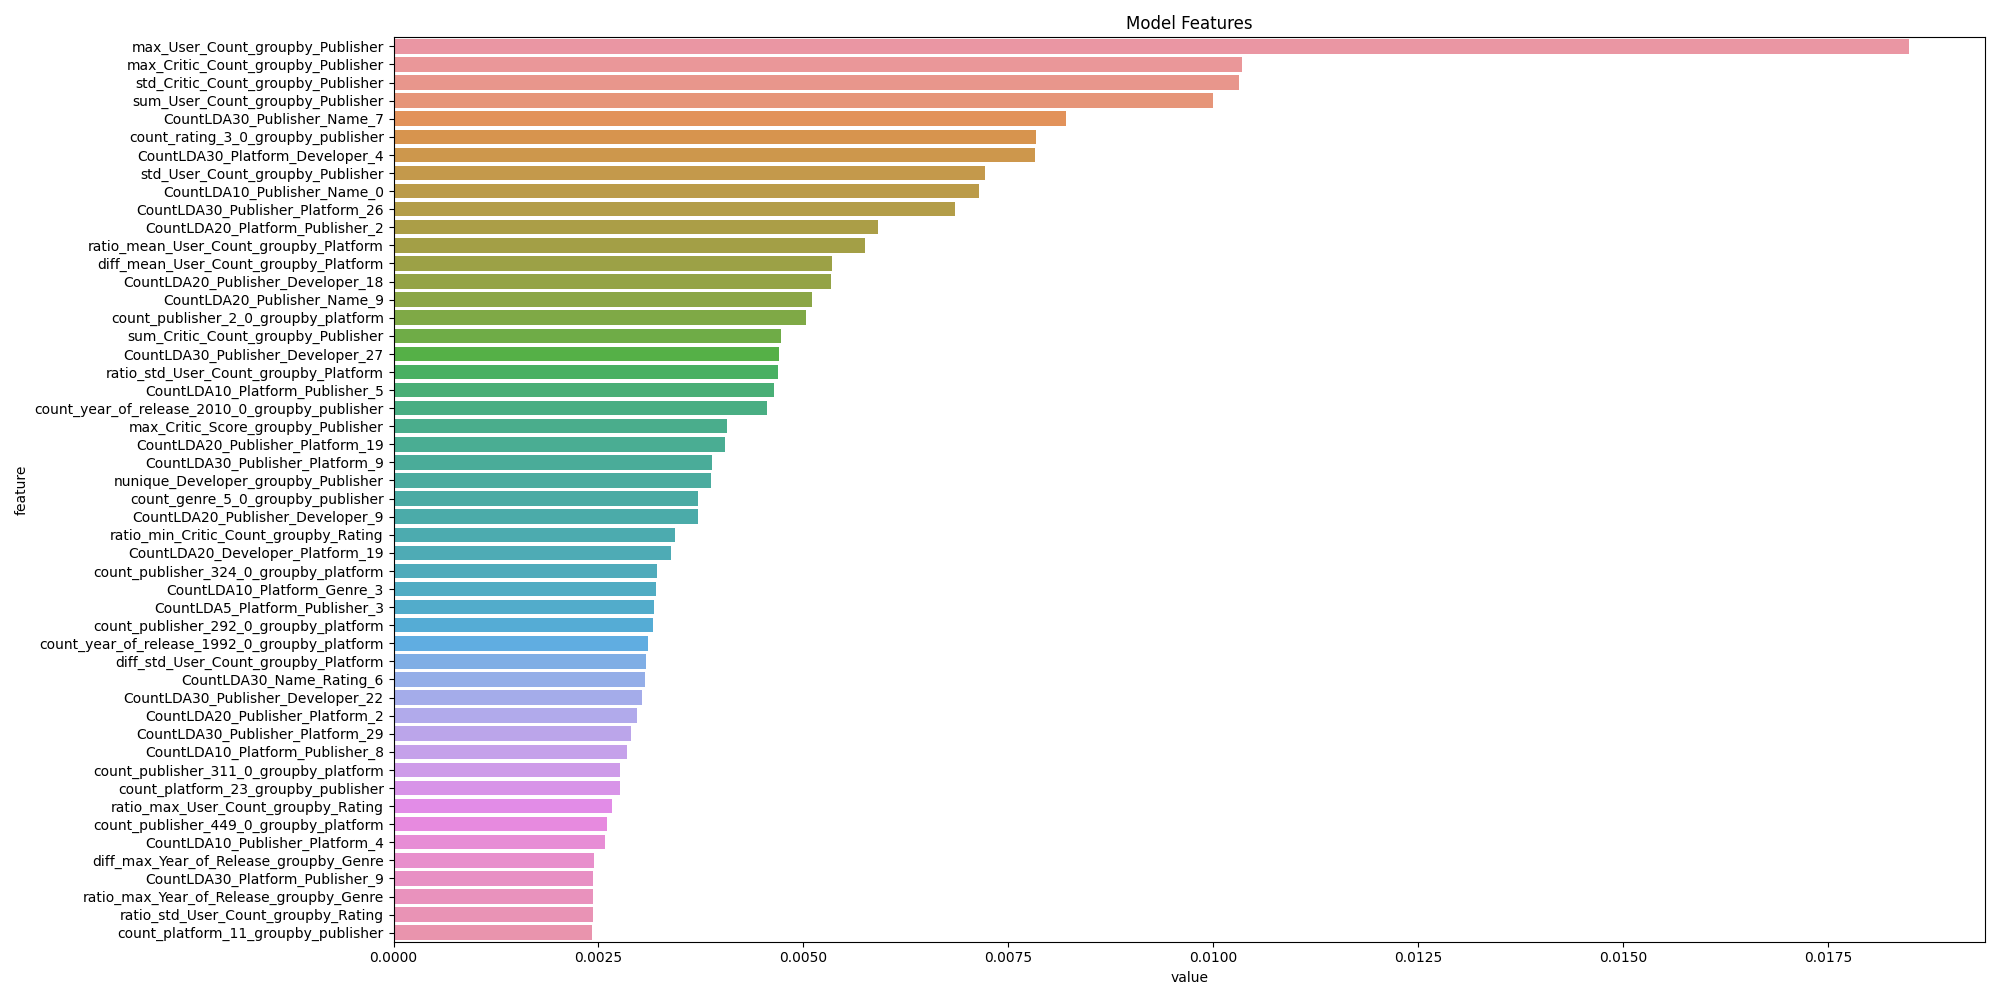 Model Features
max_User_Count_groupby_Publisher
max_Critic_Count_groupby_Publisher
std_Critic_Count_groupby_Publisher
sum_User_Count_groupby_Publisher
CountLDA30_Publisher_Name_7
count_rating_3_0_groupby_publisher
CountLDA30_Platform_Developer_4
std_User_Count_groupby_Publisher
CountLDA10_Publisher_Name_0
CountLDA30_Publisher_Platform_26
CountLDA20_Platform_Publisher_2
ratio_mean_User_Count_groupby_Platform
diff_mean_User_Count_groupby_Platform
CountLDA20_Publisher_Developer_18
CountLDA20_Publisher_Name_9
count_publisher_2_0_groupby_platform
sum_Critic_Count_groupby_Publisher
CountLDA30_Publisher_Developer_27
ratio_std_User_Count_groupby_Platform
CountLDA10_Platform_Publisher_5
count_year_of_release_2010_0_groupby_publisher
max_Critic_Score_groupby_Publisher
CountLDA20_Publisher_Platform_19
CountLDA30_Publisher_Platform_9
nunique_Developer_groupby_Publisher
count_genre_5_0_groupby_publisher
CountLDA20_Publisher_Developer_9
ratio_min_Critic_Count_groupby_Rating
CountLDA20_Developer_Platform_19
count_publisher_324_0_groupby_platform
CountLDA10_Platform_Genre_3
CountLDA5_Platform_Publisher_3
count_publisher_292_0_groupby_platform
count_year_of_release_1992_0_groupby_platform
diff_std_User_Count_groupby_Platform
CountLDA30_Name_Rating_6
CountLDA30_Publisher_Developer_22
CountLDA20_Publisher_Platform_2
CountLDA30_Publisher_Platform_29
CountLDA10_Platform_Publisher_8
count_publisher_311_0_groupby_platform
count_platform_23_groupby_publisher
ratio_max_User_Count_groupby_Rating
count_publisher_449_0_groupby_platform
CountLDA10_Publisher_Platform_4
diff_max_Year_of_Release_groupby_Genre
CountLDA30_Platform_Publisher_9
ratio_max_Year_of_Release_groupby_Genre
ratio_std_User_Count_groupby_Rating
count_platform_11_groupby_publisher
feature
0.0000 0.0025 0.0050 0.0075 0.0100 0.0125 0.0150 0.0175
value